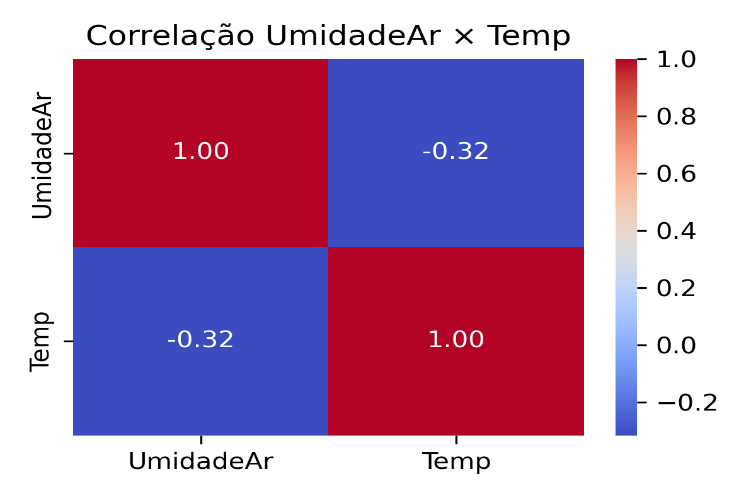 Correlação UmidadeAr × Temp
UmidadeAr
1.00
-0.32
Temp
-0.32
1.00
UmidadeAr
Temp
1.0
0.8
0.6
0.4
0.2
0.0
−0.2